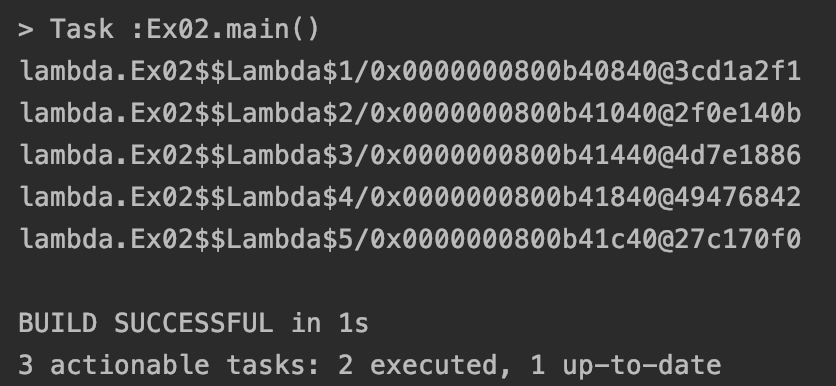 > Task :Ex02.main()
lambda.Ex02$$Lambda$1/0x0000000800b40840@3cd1a2f1
lambda.Ex02$$Lambda$2/0x0000000800b41040@2f0e140b
lambda.Ex02$$Lambda$3/0x0000000800b41440@4d7e1886
lambda.Ex02$$Lambda$4/0x0000000800b41840@49476842
lambda.Ex02$$Lambda$5/0x0000000800b41c40@27c170f0
BUILD SUCCESSFUL in 1s
3 actionable tasks: 2 executed, 1 up-to-date